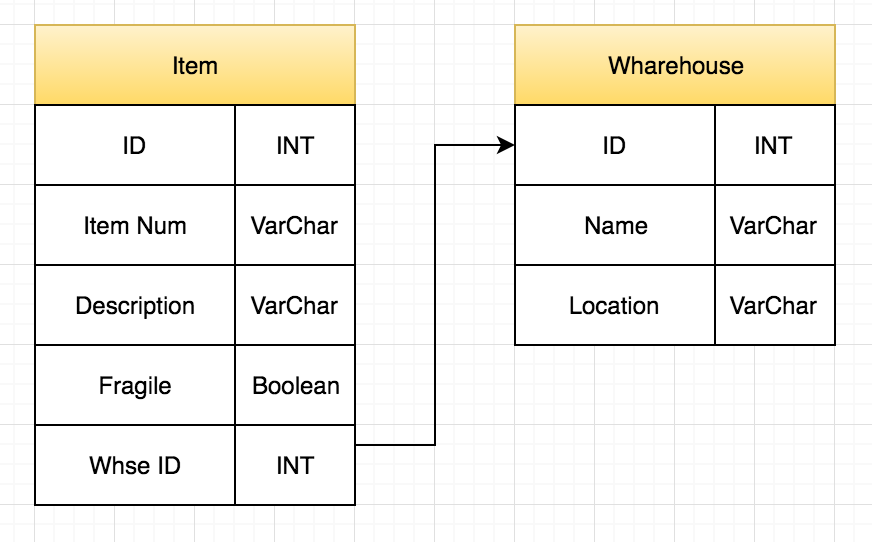 Item
ID INT
Item Num VarChar
Description VarChar
Fragile Boolean
Whse ID INT
Wharehouse
ID INT
Name VarChar
Location VarChar